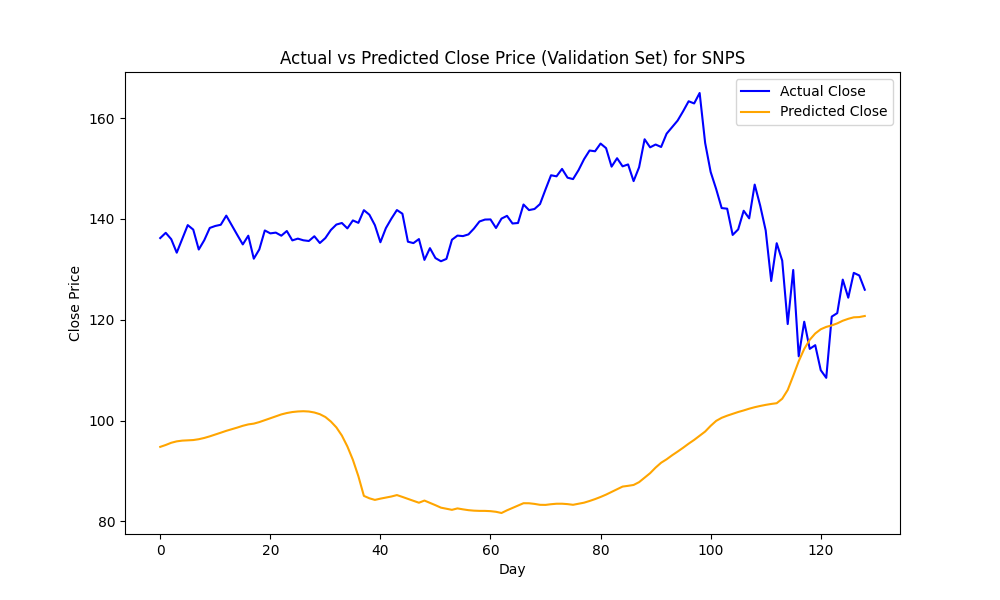 Actual vs Predicted Close Price (Validation Set) for SNPS
Actual Close
Predicted Close
Close Price
160
140
120
100
80
0 20 40 60 80 100 120
Day